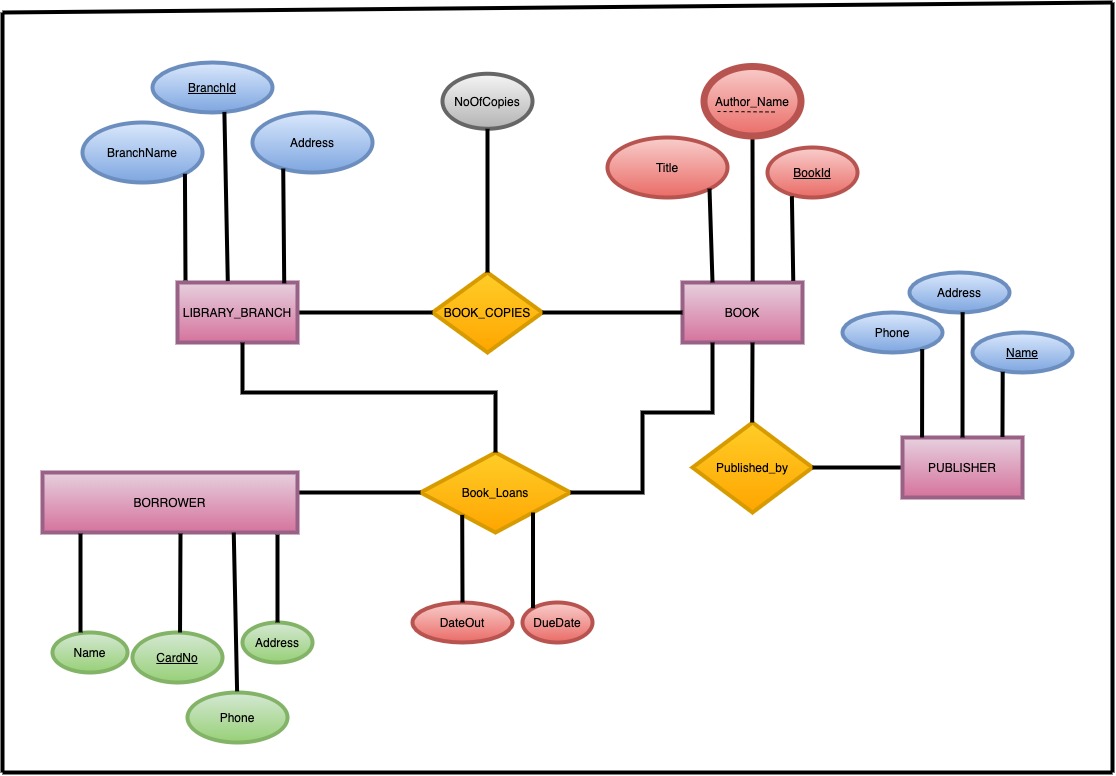 BranchId
BranchName
Address
NoOfCopies
Author_Name
Title
BookId
LIBRARY_BRANCH
BOOK_COPIES
BOOK
Address
Phone
Name
Published_by
PUBLISHER
BORROWER
Book_Loans
Name
CardNo
Address
Phone
DateOut
DueDate